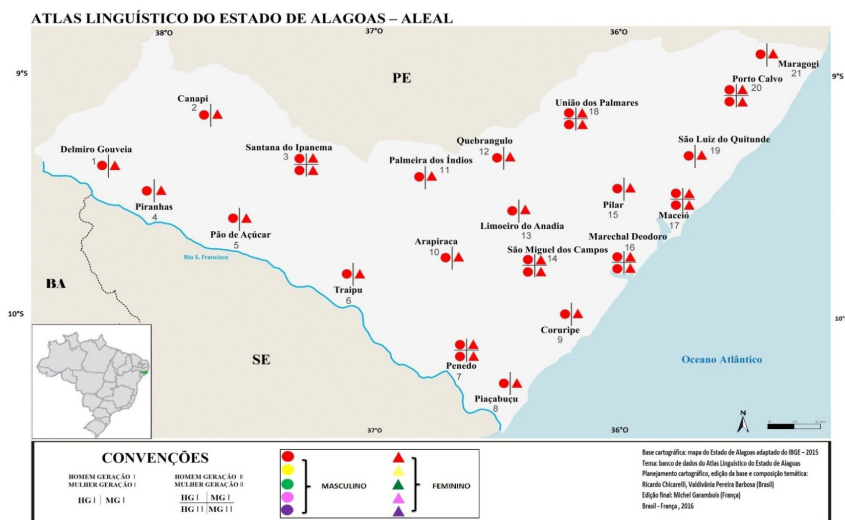 ATLAS LINGUÍSTICO DO ESTADO DE ALAGOAS – ALEAL
38°O
37°O
36°O
9°S
9°S
PE
Maragogi
21
Porto Calvo
20
Canapi
2
União dos Palmares
18
Delmiro Gouveia
1
Santana do Ipanema
3
Quebrangulo
12
São Luiz do Quitunde
19
Palmeira dos Índios
11
Piranhas
4
Pilar
15
Maceió
17
Pão de Açúcar
5
Limoeiro do Anadia
13
Marechal Deodoro
16
Arapiraca
10
São Miguel dos Campos
14
Rio S. Francisco
BA
Traipu
6
10°S
10°
Coruripe
9
SE
Penedo
7
Oceano Atlântico
Piaçabuçu
8
N
37°O
36°O
CONVENÇÕES
HOMEM GERAÇÃO I
MULHER GERAÇÃO I
HG I | MG I
HOMEM GERAÇÃO II
MULHER GERAÇÃO II
HG I | MG I
HG II | MG II
MASCULINO
FEMININO
Base cartográfica: mapa do Estado de Alagoas adaptado do IBGE – 2015
Tema: banco de dados do Atlas Linguístico do Estado de Alagoas
Planejamento cartográfico, edição da base e composição temática:
Ricardo Chicarelli, Valdivânia Pereira Barbosa (Brasil)
Edição final: Michel Garambois (França)
Brasil - França , 2016